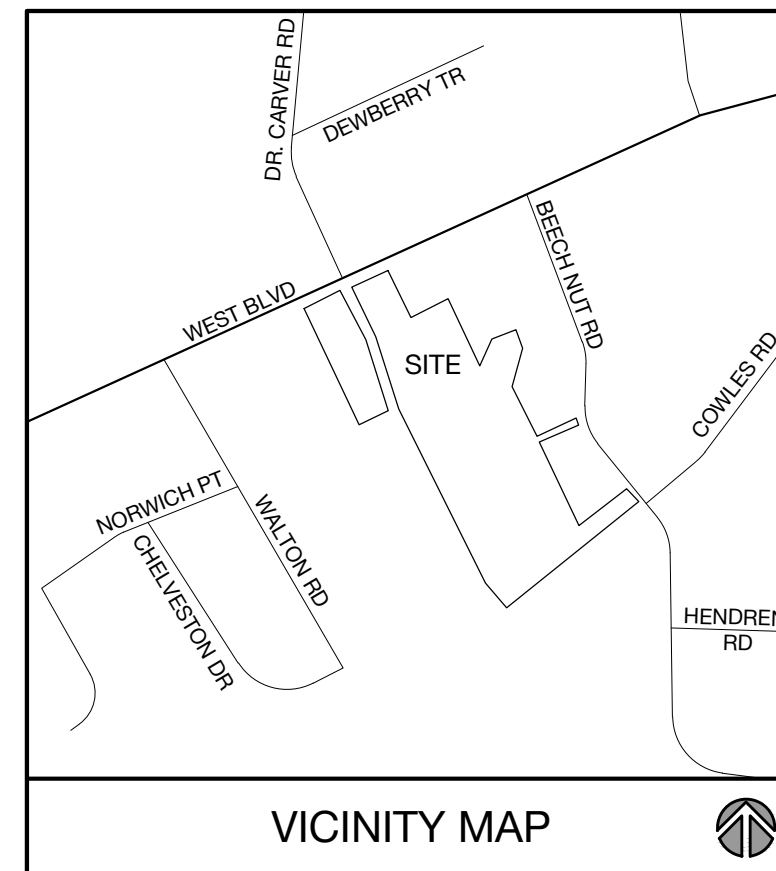 DR. CARVER RD
DEWBERRY TR
BEECH NUT RD
WEST BLVD
SITE
COWLES RD
NORWICH PT
WALTON RD
CHELVESTON DR
HENDREN
RD
VICINITY MAP